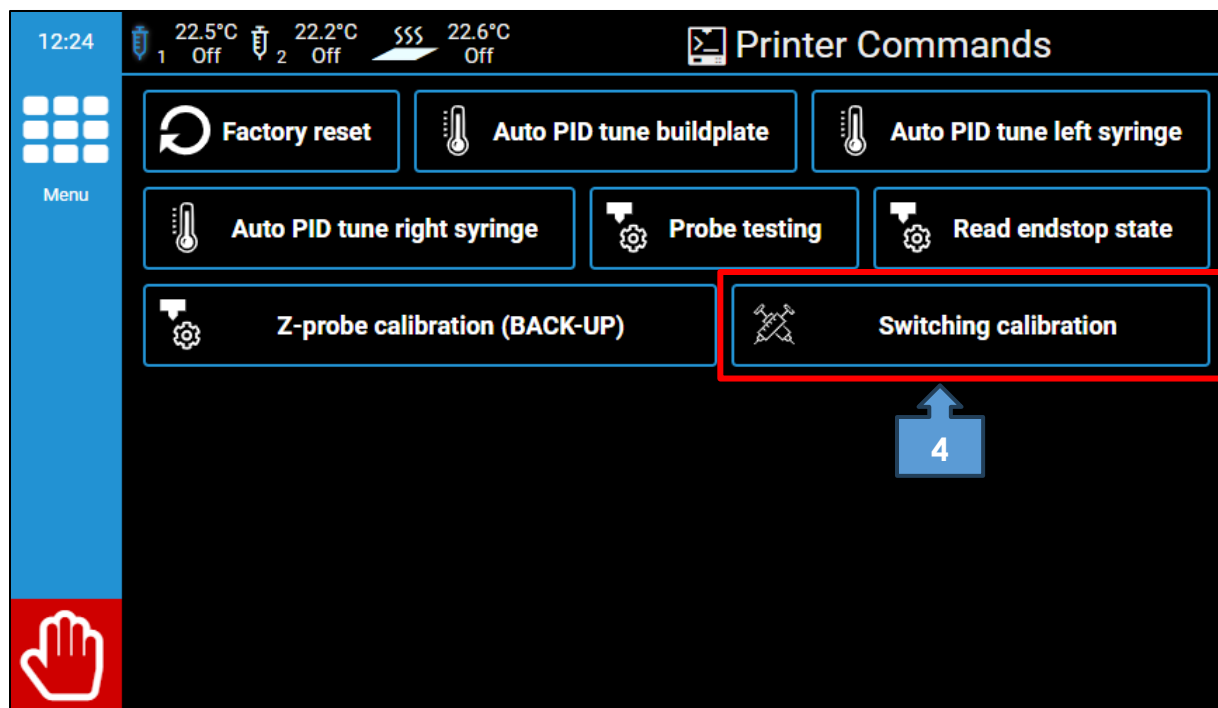 12:24
1 22.5°C Off 2 22.2°C Off 22.6°C Off
Printer Commands
Menu
Factory reset
Auto PID tune buildplate
Auto PID tune left syringe
Auto PID tune right syringe
Probe testing
Read endstop state
Z-probe calibration (BACK-UP)
Switching calibration
4